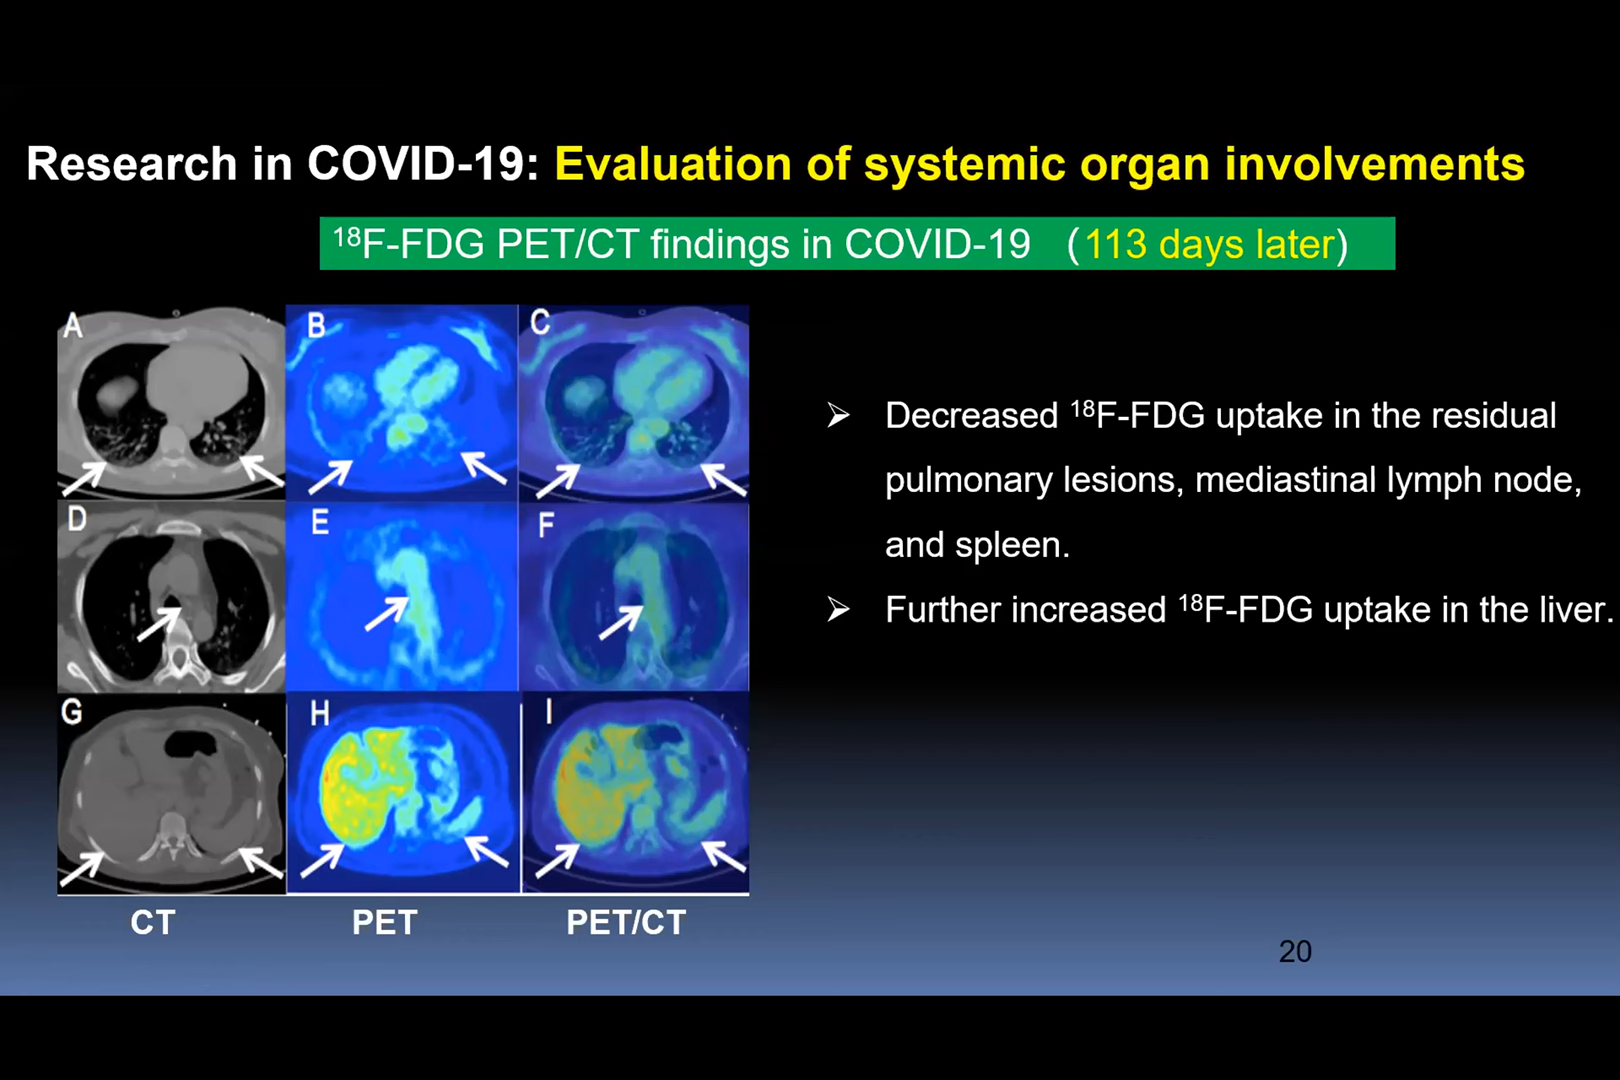 Research in COVID-19: Evaluation of systemic organ involvements
¹⁸F-FDG PET/CT findings in COVID-19 (113 days later)
A
B
C
D
E
F
G
H
I
CT
PET
PET/CT
➢ Decreased ¹⁸F-FDG uptake in the residual
pulmonary lesions, mediastinal lymph node,
and spleen.
➢ Further increased ¹⁸F-FDG uptake in the liver.
20